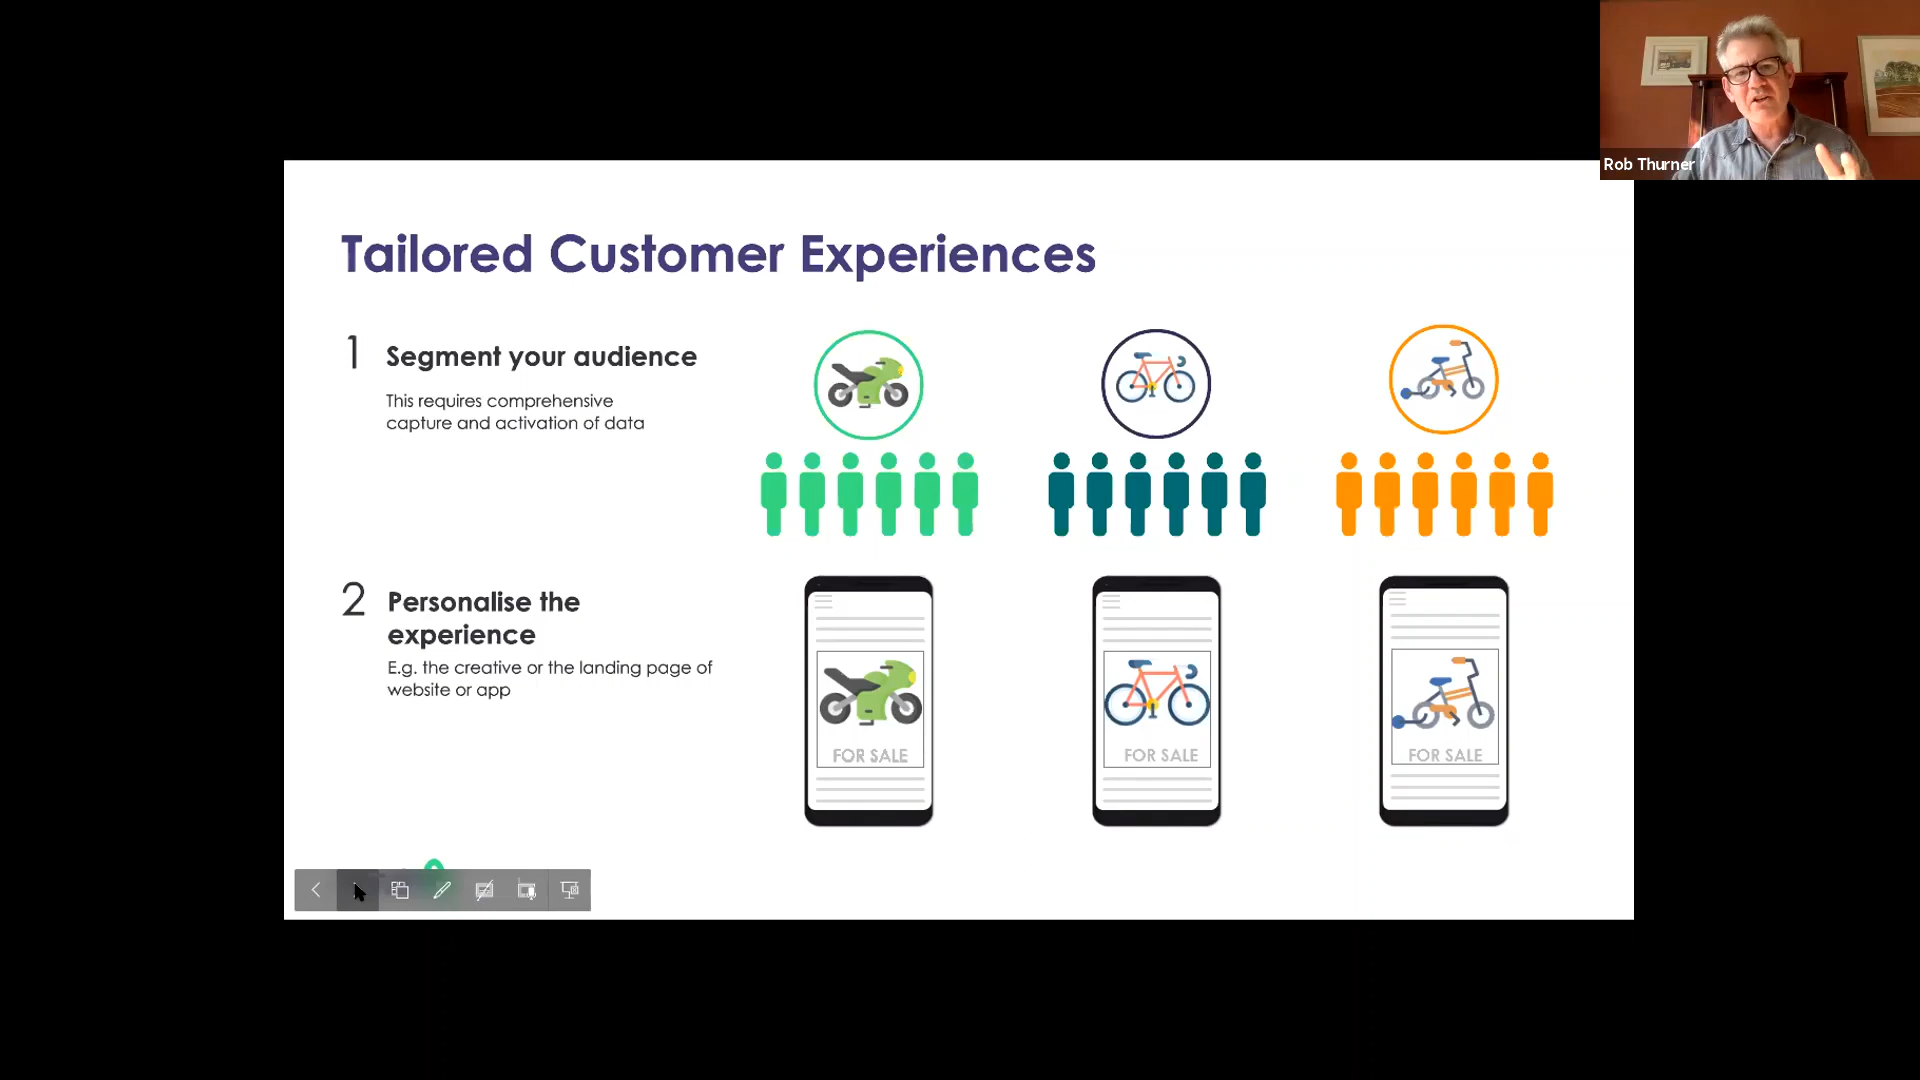 Rob Thurner
Tailored Customer Experiences
1
Segment your audience
This requires comprehensive
capture and activation of data
2
Personalise the
experience
E.g. the creative or the landing page of
website or app
FOR SALE
FOR SALE
FOR SALE